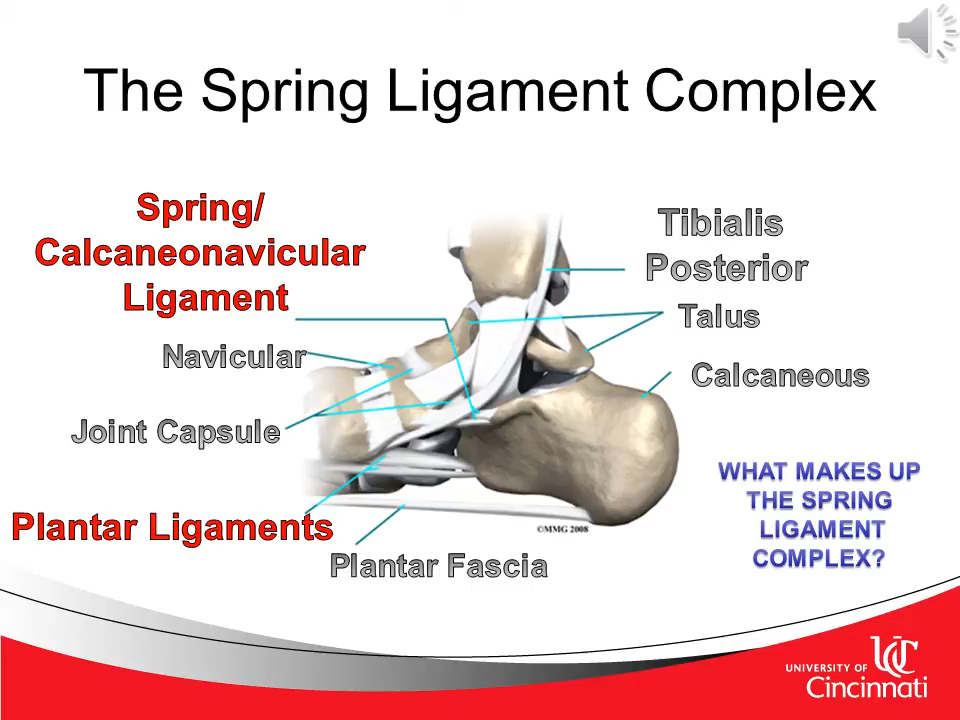 The Spring Ligament Complex
Spring/
Calcaneonavicular
Ligament
Tibialis
Posterior
Talus
Navicular
Calcaneous
Joint Capsule
WHAT MAKES UP
THE SPRING
LIGAMENT
COMPLEX?
Plantar Ligaments
©MMG 2008
Plantar Fascia
UNIVERSITY OF
UC
Cincinnati